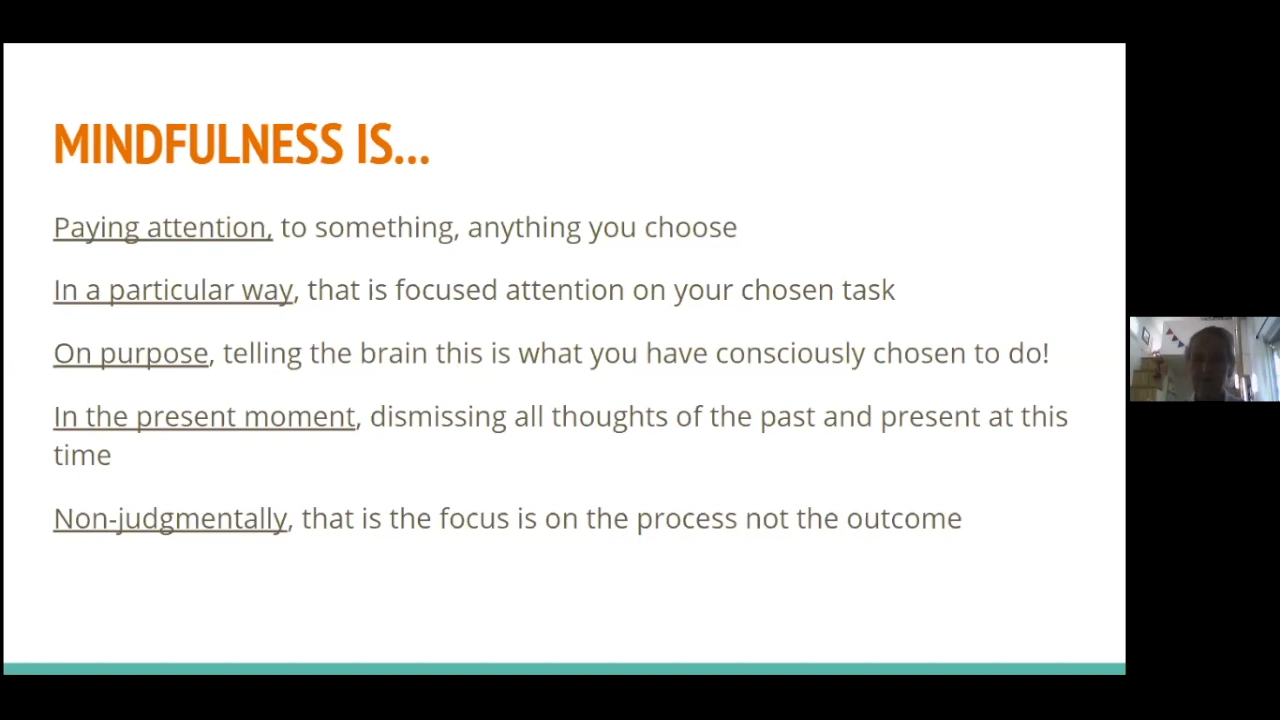 MINDFULNESS IS...
Paying attention, to something, anything you choose
In a particular way, that is focused attention on your chosen task
On purpose, telling the brain this is what you have consciously chosen to do!
In the present moment, dismissing all thoughts of the past and present at this
time
Non-judgmentally, that is the focus is on the process not the outcome